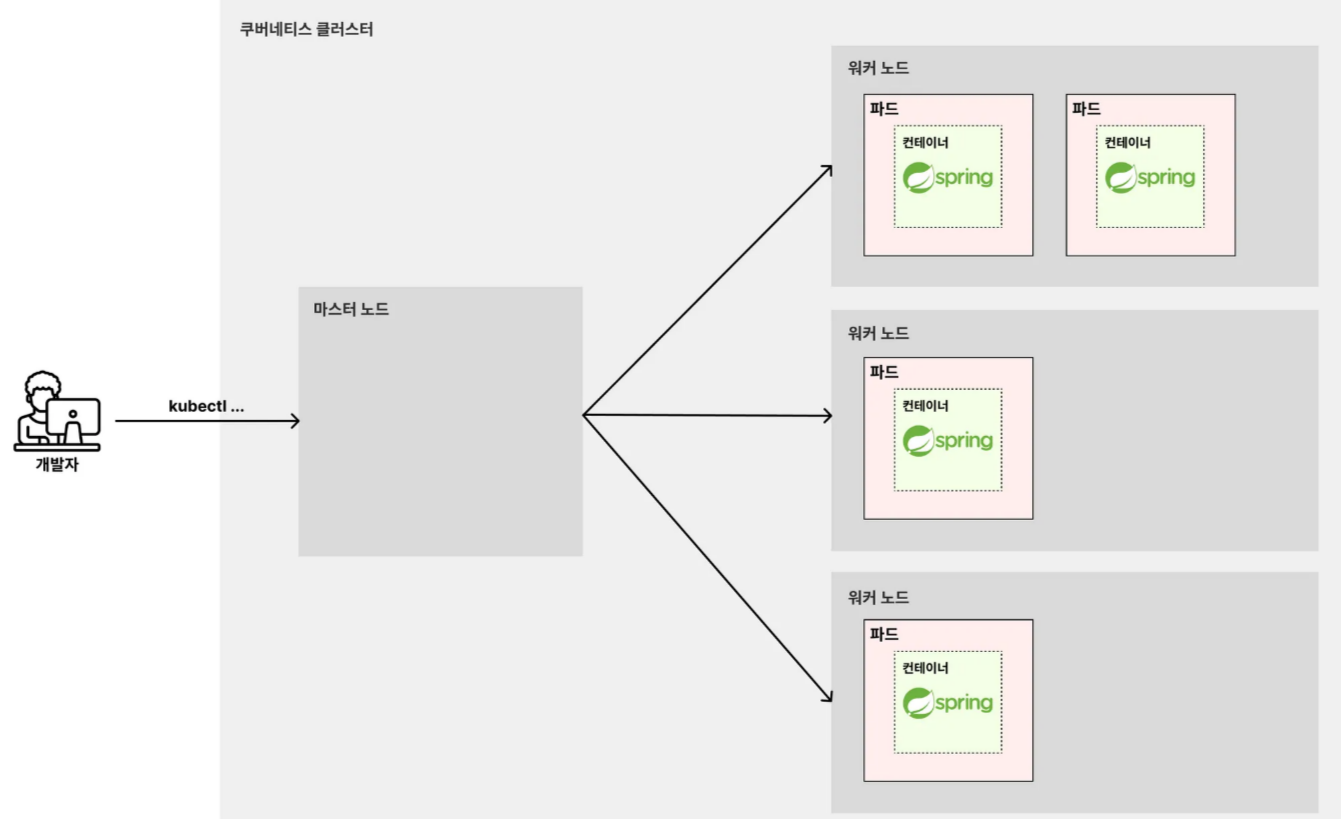 쿠버네티스 클러스터
워커 노드
파드
컨테이너
spring
파드
컨테이너
spring
마스터 노드
kubectl ...
개발자
워커 노드
파드
컨테이너
spring
워커 노드
파드
컨테이너
spring